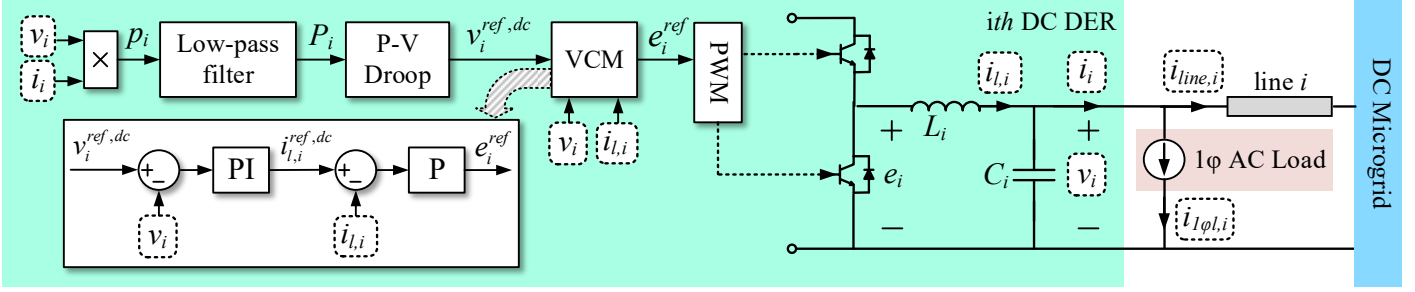 v_i
i_i
×
p_i
Low-pass
filter
P_i
P-V
Droop
v_i^{ref,dc}
VCM
e_i^{ref}
PWM
v_i
i_{l,i}
v_i^{ref,dc}
+
−
v_i
PI
i_{l,i}^{ref,dc}
+
−
i_{l,i}
P
e_i^{ref}
ith DC DER
i_{l,i}
L_i
+
e_i
−
C_i
i_i
+
v_i
−
i_{line,i}
line i
1φ AC Load
i_{1φl,i}
DC Microgrid